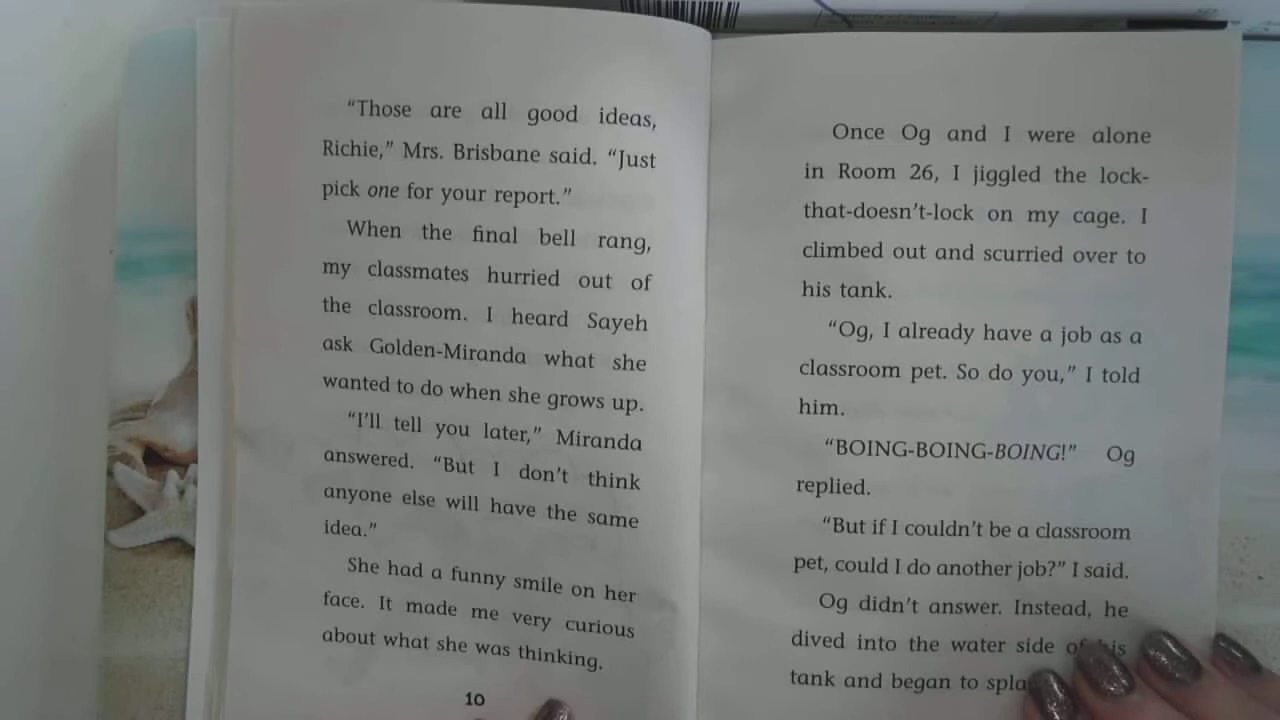 “Those are all good ideas,
Richie,” Mrs. Brisbane said. “Just
pick one for your report.”
When the final bell rang,
my classmates hurried out of
the classroom. I heard Sayeh
ask Golden-Miranda what she
wanted to do when she grows up.
“I’ll tell you later,” Miranda
answered. “But I don’t think
anyone else will have the same
idea.”
She had a funny smile on her
face. It made me very curious
about what she was thinking.
10
Once Og and I were alone
in Room 26, I jiggled the lock-
that-doesn’t-lock on my cage. I
climbed out and scurried over to
his tank.
“Og, I already have a job as a
classroom pet. So do you,” I told
him.
“BOING-BOING-BOING!” Og
replied.
“But if I couldn’t be a classroom
pet, could I do another job?” I said.
Og didn’t answer. Instead, he
dived into the water side of his
tank and began to